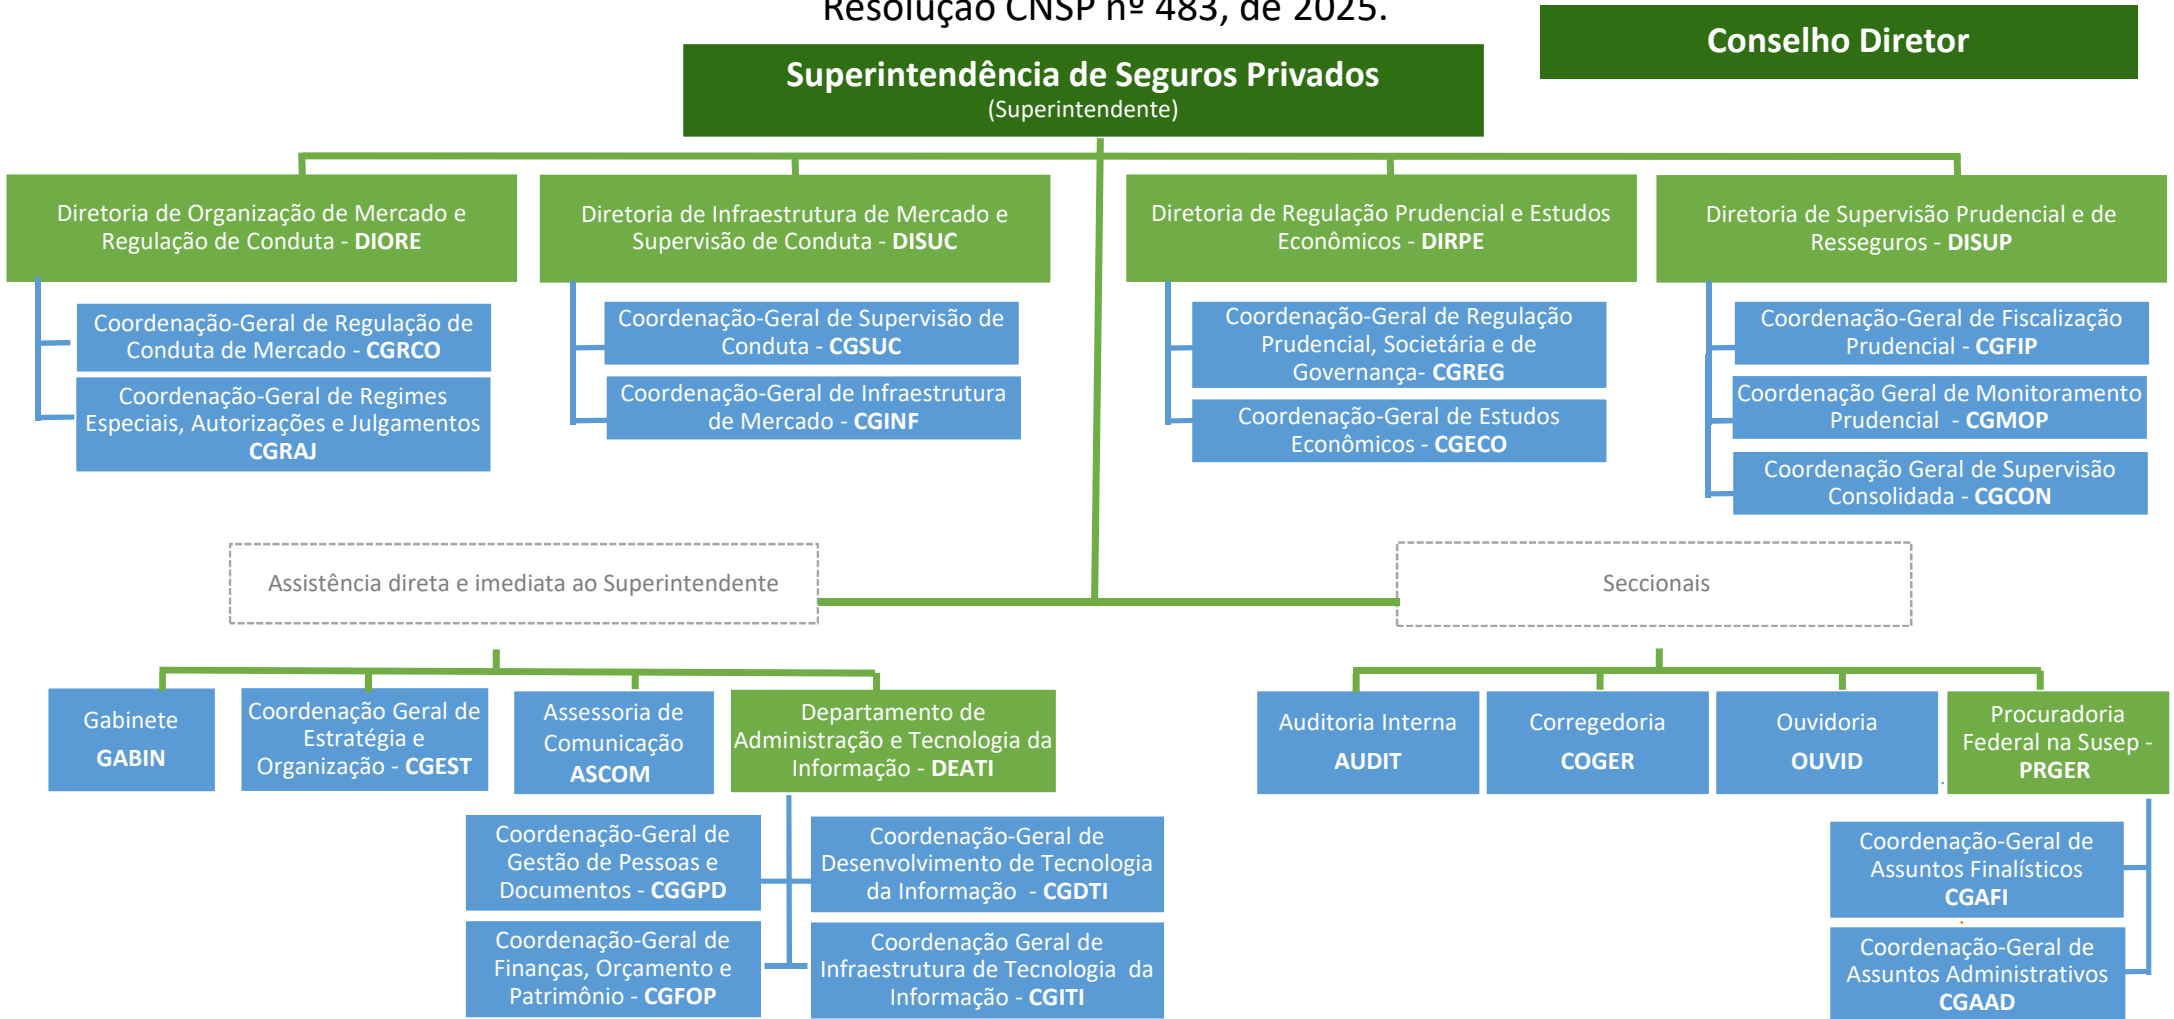 Resolução CNSP nº 483, de 2025.
Conselho Diretor
Superintendência de Seguros Privados
(Superintendente)
Diretoria de Organização de Mercado e
Regulação de Conduta - DIORE
Diretoria de Infraestrutura de Mercado e
Supervisão de Conduta - DISUC
Diretoria de Regulação Prudencial e Estudos
Econômicos - DIRPE
Diretoria de Supervisão Prudencial e de
Resseguros - DISUP
Coordenação-Geral de Regulação de
Conduta de Mercado - CGRCO
Coordenação-Geral de Regimes
Especiais, Autorizações e Julgamentos
CGRAJ
Coordenação-Geral de Supervisão de
Conduta - CGSUC
Coordenação-Geral de Infraestrutura
de Mercado - CGINF
Coordenação-Geral de Regulação
Prudencial, Societária e de
Governança- CGREG
Coordenação-Geral de Estudos
Econômicos - CGECO
Coordenação-Geral de Fiscalização
Prudencial - CGFIP
Coordenação Geral de Monitoramento
Prudencial - CGMOP
Coordenação Geral de Supervisão
Consolidada - CGCON
Assistência direta e imediata ao Superintendente
Seccionais
Gabinete
GABIN
Coordenação Geral de
Estratégia e
Organização - CGEST
Assessoria de
Comunicação
ASCOM
Departamento de
Administração e Tecnologia da
Informação - DEATI
Auditoria Interna
AUDIT
Corregedoria
COGER
Ouvidoria
OUVID
Procuradoria
Federal na Susep -
PRGER
Coordenação-Geral de
Gestão de Pessoas e
Documentos - CGGPD
Coordenação-Geral de
Desenvolvimento de Tecnologia
da Informação - CGDTI
Coordenação-Geral de
Finanças, Orçamento e
Patrimônio - CGFOP
Coordenação Geral de
Infraestrutura de Tecnologia da
Informação - CGITI
Coordenação-Geral de
Assuntos Finalísticos
CGAFI
Coordenação-Geral de
Assuntos Administrativos
CGAAD